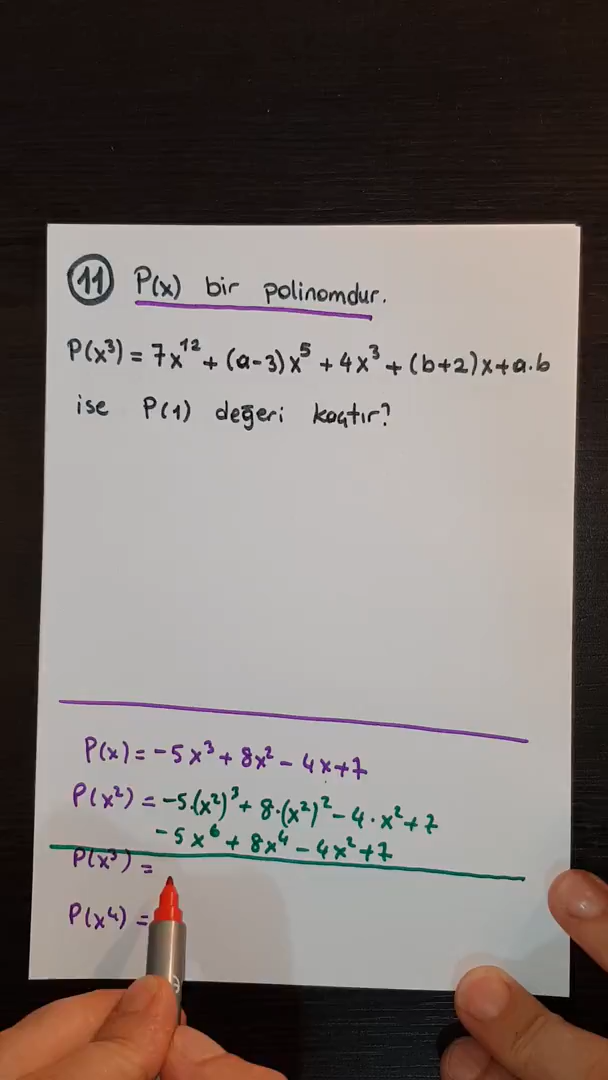 11 P(x) bir polinomdur.
P(x³) = 7x¹² + (a-3)x⁵ + 4x³ + (b+2)x + a.b
ise P(1) değeri kaçtır?
P(x) = -5x³ + 8x² - 4x + 7
P(x²) = -5.(x²)³ + 8.(x²)² - 4.x² + 7
-5x⁶ + 8x⁴ - 4x² + 7
P(x³) =
P(x⁴) =